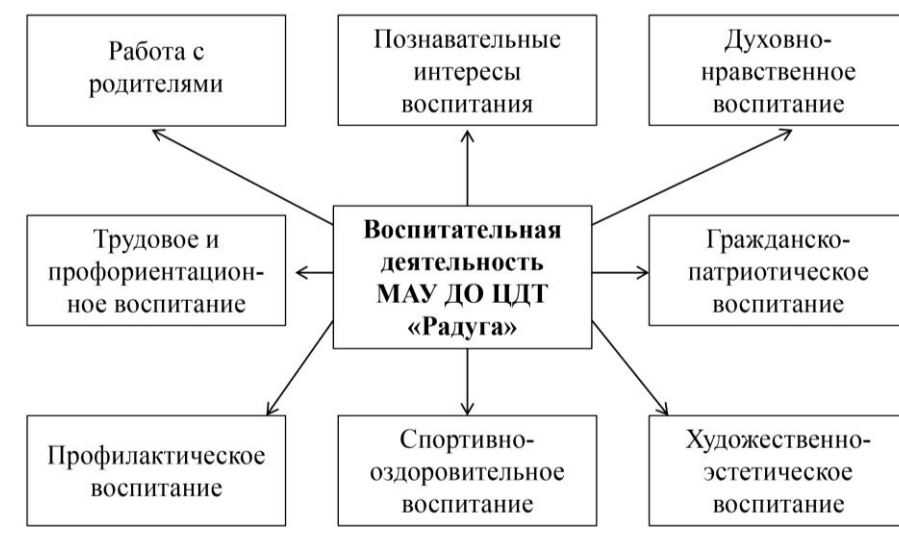 Работа с
родителями
Познавательные
интересы
воспитания
Духовно-
нравственное
воспитание
Трудовое и
профориентацион-
ное воспитание
Воспитательная
деятельность
МАУ ДО ЦДТ
«Радуга»
Гражданско-
патриотическое
воспитание
Профилактическое
воспитание
Спортивно-
оздоровительное
воспитание
Художественно-
эстетическое
воспитание